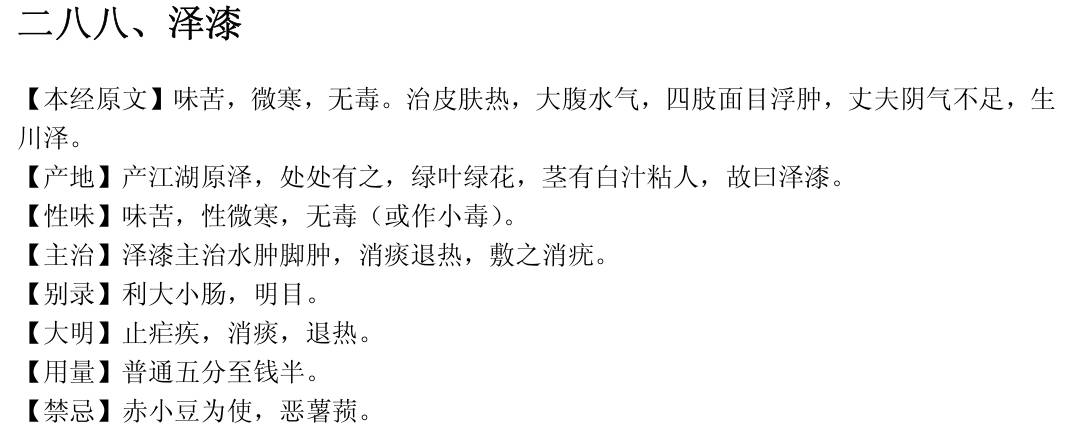 二八八、泽漆
【本经原文】味苦，微寒，无毒。治皮肤热，大腹水气，四肢面目浮肿，丈夫阴气不足，生
川泽。
【产地】产江湖原泽，处处有之，绿叶绿花，茎有白汁粘人，故曰泽漆。
【性味】味苦，性微寒，无毒（或作小毒）。
【主治】泽漆主治水肿脚肿，消痰退热，敷之消疣。
【别录】利大小肠，明目。
【大明】止疟疾，消痰，退热。
【用量】普通五分至钱半。
【禁忌】赤小豆为使，恶薯蓣。